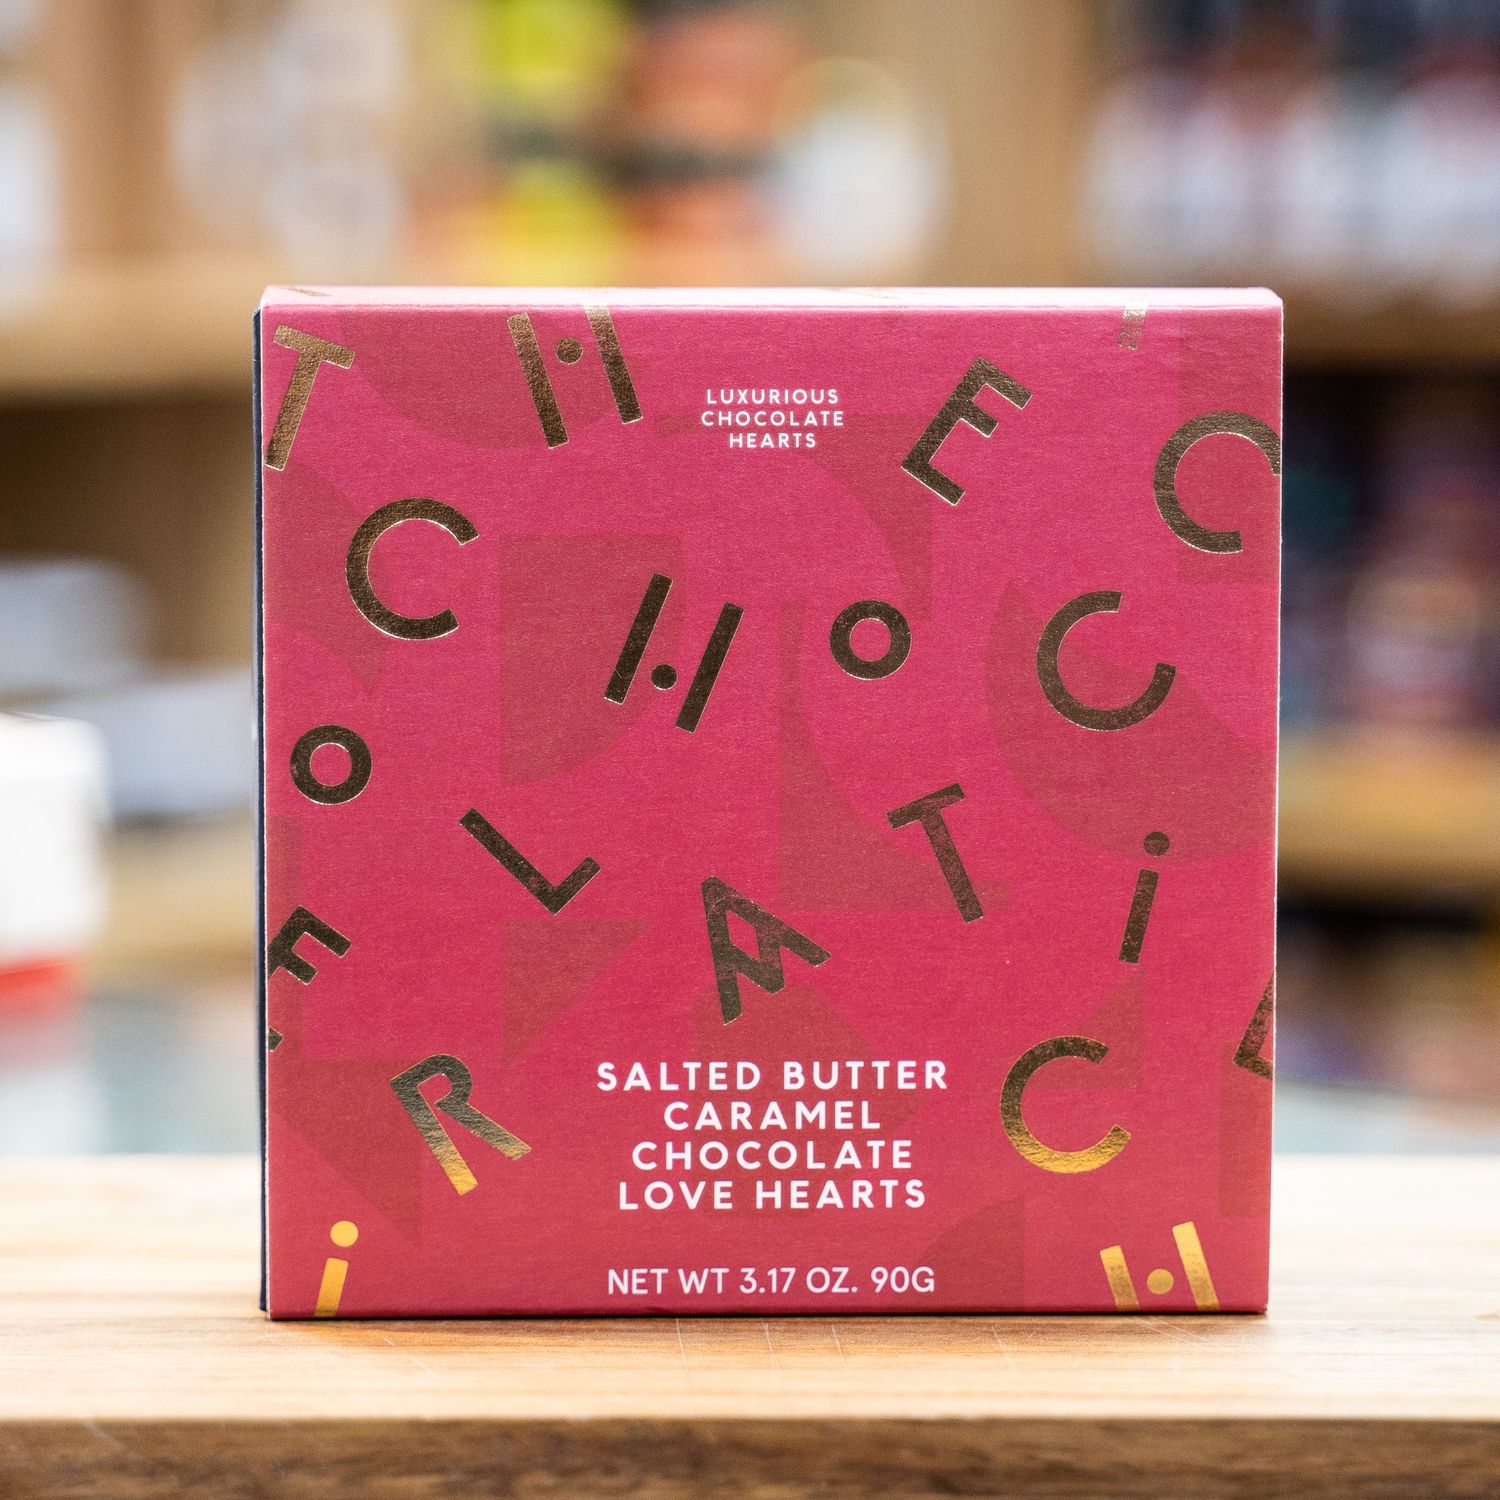 T H E C
LUXURIOUS
CHOCOLATE
HEARTS
C H O C
O L A T i
F R C
SALTED BUTTER
CARAMEL
CHOCOLATE
LOVE HEARTS
i H
NET WT 3.17 OZ. 90G